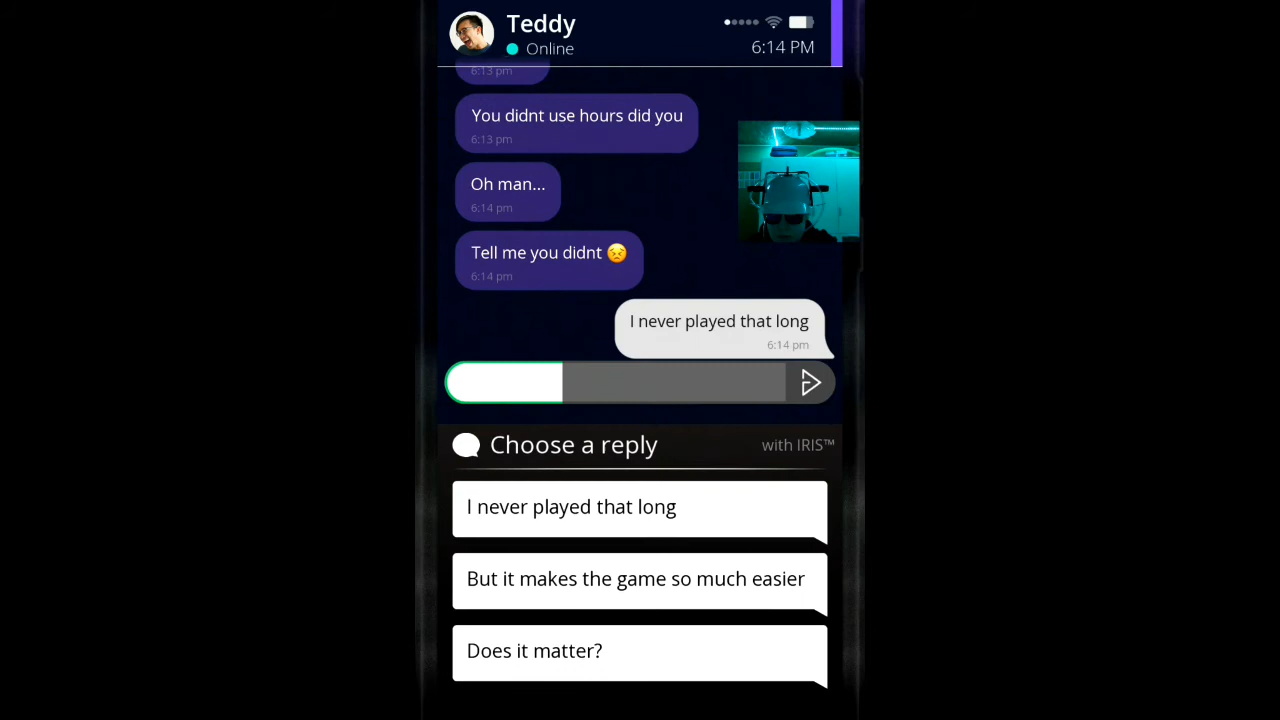 Teddy
Online
6:14 PM
6:13 pm
You didnt use hours did you
6:13 pm
Oh man...
6:14 pm
Tell me you didnt 😣
6:14 pm
I never played that long
6:14 pm
Choose a reply
with IRIS™
I never played that long
But it makes the game so much easier
Does it matter?